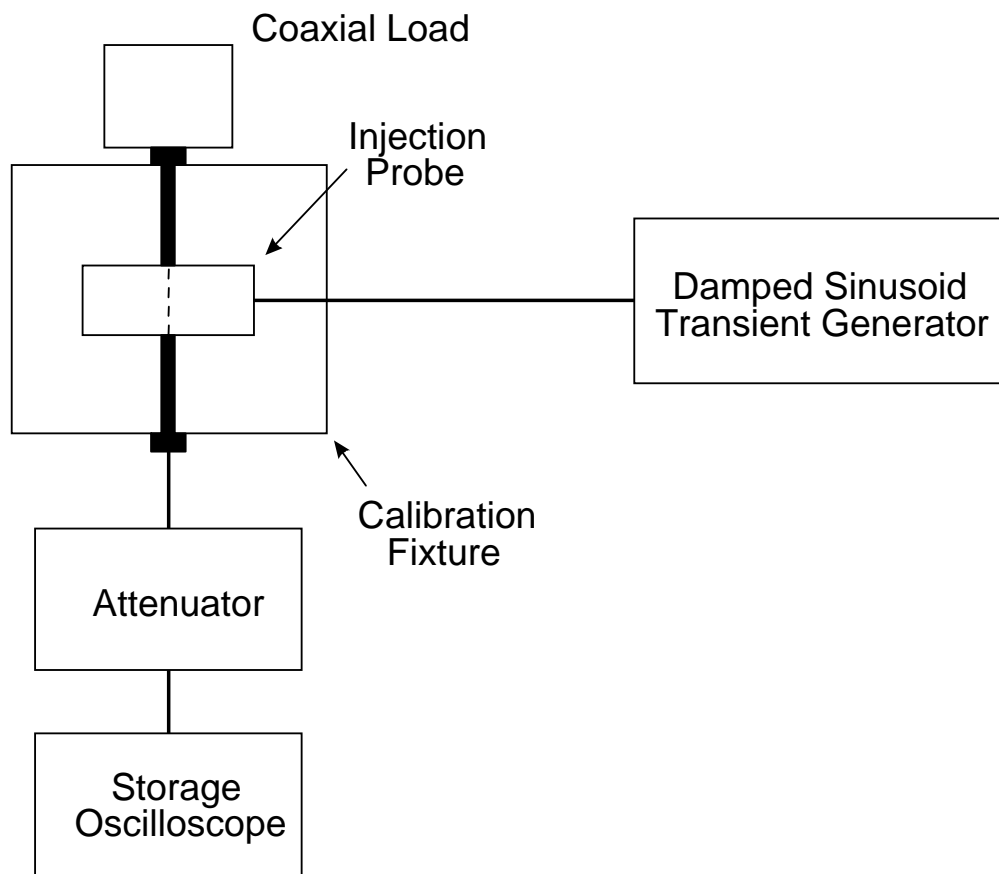 Coaxial Load
Injection
Probe
Damped Sinusoid
Transient Generator
Calibration
Fixture
Attenuator
Storage
Oscilloscope